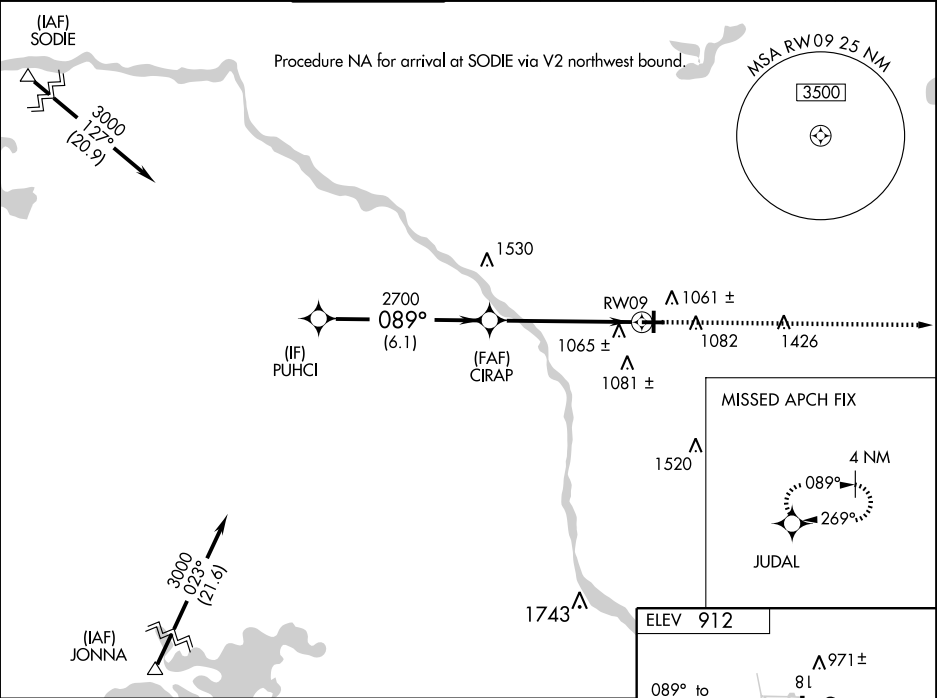 (IAF)
SODIE
Procedure NA for arrival at SODIE via V2 northwest bound.
MSA RW09 25 NM
3500
3000
127°
(20.9)
1530
2700
089°
(6.1)
(IF)
PUHCI
(FAF)
CIRAP
RW09
1061 ±
1065 ±
1082
1426
1081 ±
1520
MISSED APCH FIX
4 NM
089°
269°
JUDAL
3000
023°
(21.6)
(IAF)
JONNA
1743
ELEV 912
971±
089° to
18